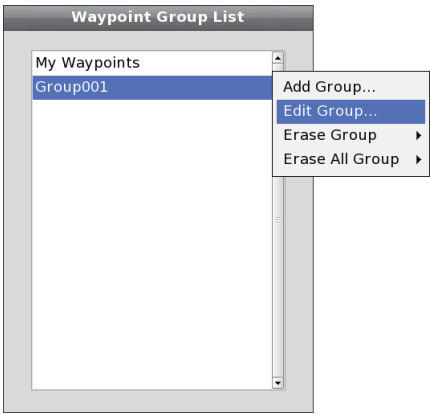 Waypoint Group List
My Waypoints
Group001
Add Group...
Edit Group...
Erase Group
Erase All Group